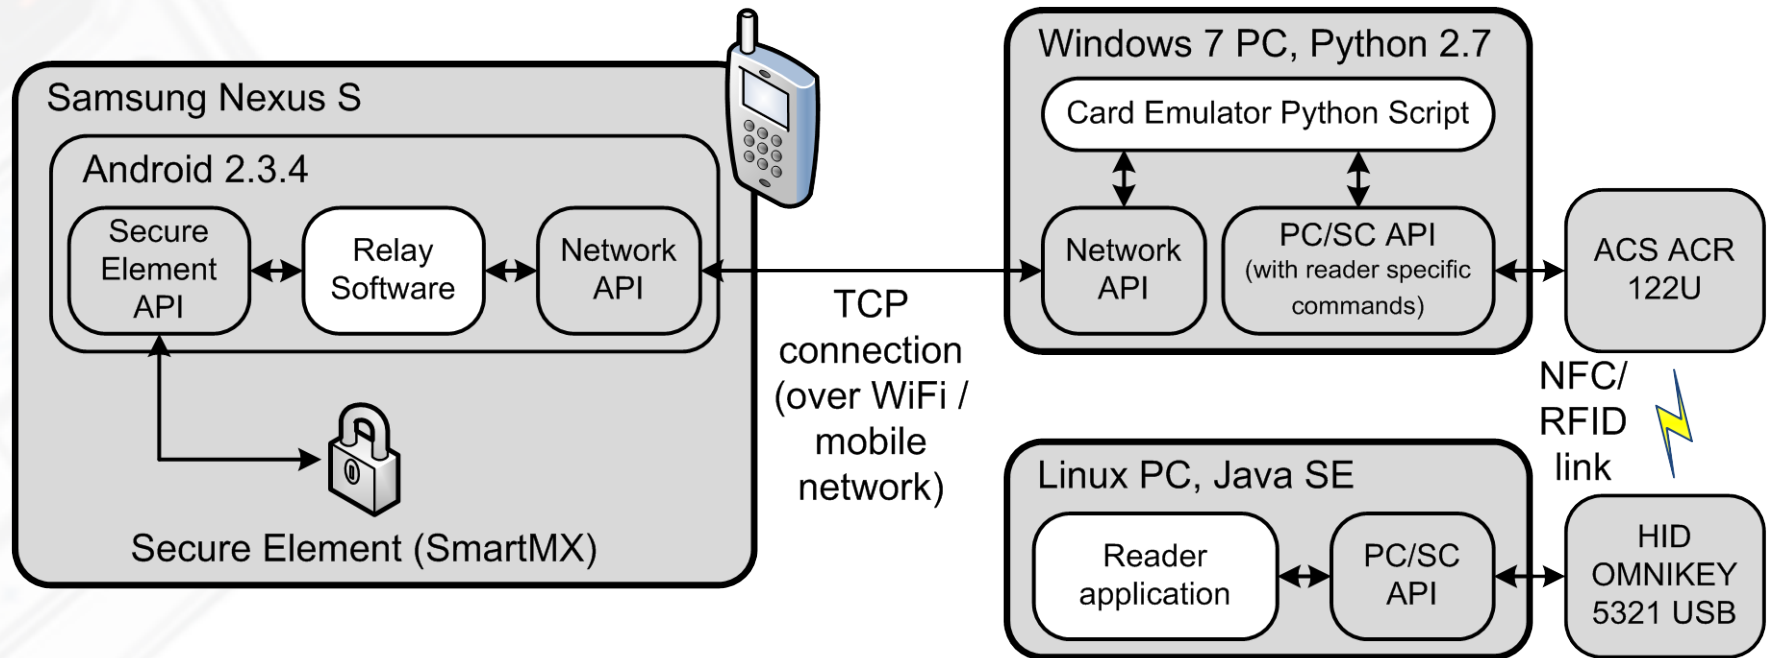 Samsung Nexus S
Android 2.3.4
Secure
Element
API
Relay
Software
Network
API
Secure Element (SmartMX)
TCP
connection
(over WiFi /
mobile
network)
Windows 7 PC, Python 2.7
Card Emulator Python Script
Network
API
PC/SC API
(with reader specific
commands)
ACS ACR
122U
NFC/
RFID
link
Linux PC, Java SE
Reader
application
PC/SC
API
HID
OMNIKEY
5321 USB